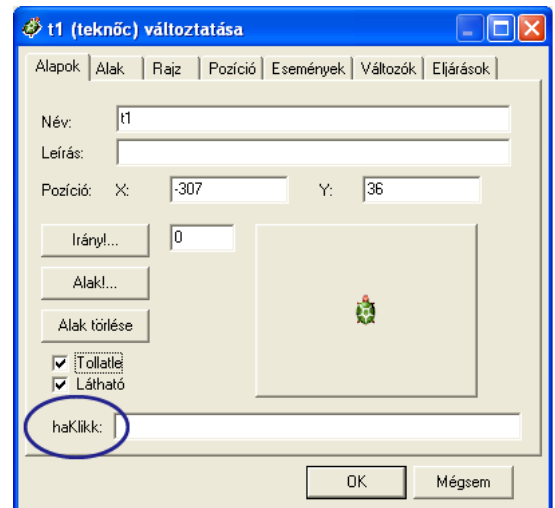 t1 (teknőc) változtatása
Alapok Alak Rajz Pozíció Események Változók Eljárások
Név: t1
Leírás:
Pozíció: X: -307 Y: 36
Irány!... 0
Alak!...
Alak törlése
Tollatle
Látható
haKlikk:
OK Mégsem